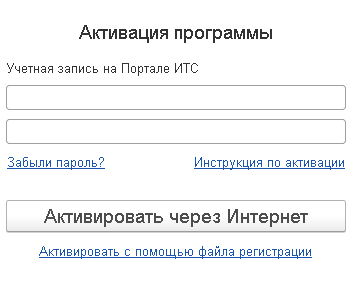 Активация программы
Учетная запись на Портале ИТС
Забыли пароль? Инструкция по активации
Активировать через Интернет
Активировать с помощью файла регистрации